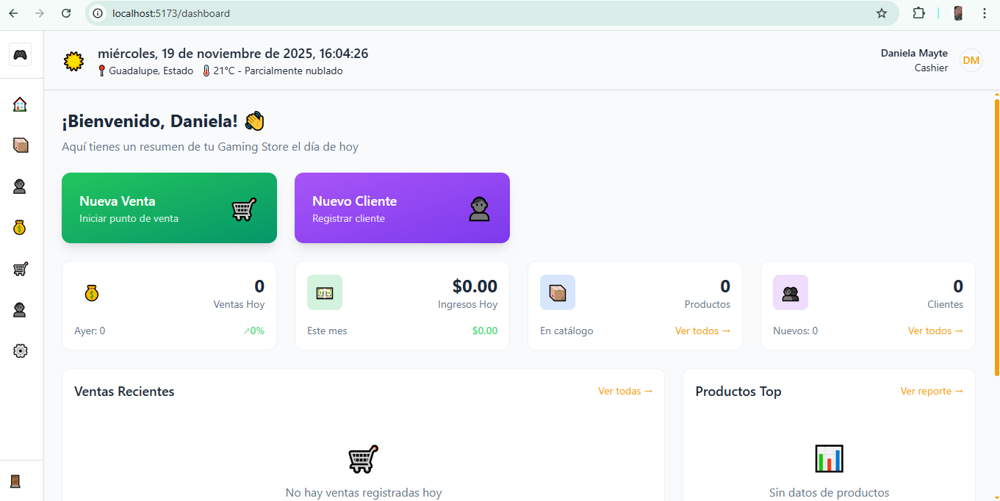 localhost:5173/dashboard
miércoles, 19 de noviembre de 2025, 16:04:26
Guadalupe, Estado 21°C - Parcialmente nublado
Daniela Mayte
Cashier
DM
¡Bienvenido, Daniela!
Aquí tienes un resumen de tu Gaming Store el día de hoy
Nueva Venta
Iniciar punto de venta
Nuevo Cliente
Registrar cliente
0
Ventas Hoy
Ayer: 0 ↗0%
$0.00
Ingresos Hoy
Este mes $0.00
0
Productos
En catálogo Ver todos →
0
Clientes
Nuevos: 0 Ver todos →
Ventas Recientes Ver todas →
No hay ventas registradas hoy
Productos Top Ver reporte →
Sin datos de productos